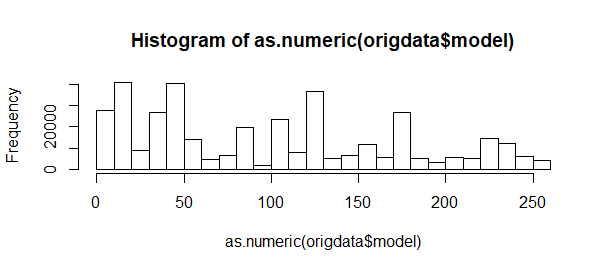 Histogram of as.numeric(origdata$model)
Frequency
20000
0
0 50 100 150 200 250
as.numeric(origdata$model)